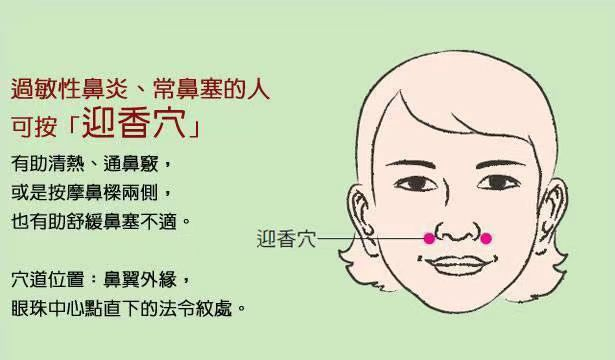 過敏性鼻炎、常鼻塞的人
可按「迎香穴」
有助清熱、通鼻竅，
或是按摩鼻樑兩側，
也有助舒緩鼻塞不適。
迎香穴
穴道位置：鼻翼外緣，
眼珠中心點直下的法令紋處。